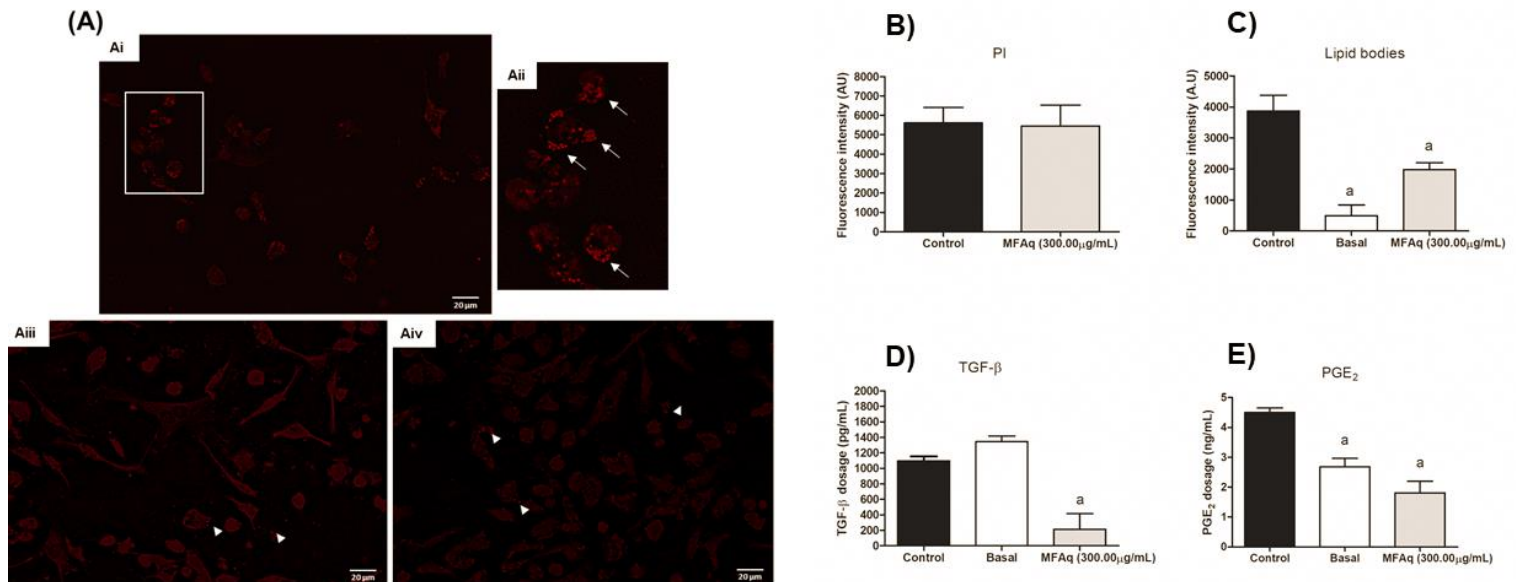 (A)
Ai
Aii
20 μm
Aiii
20 μm
Aiv
20 μm
B)
PI
Fluorescence intensity (AU)
8000
7000
6000
5000
4000
3000
2000
1000
0
Control
MFAq (300.00μg/mL)
C)
Lipid bodies
Fluorescence intensity (A.U)
5000
4000
3000
2000
1000
0
a
a
Control
Basal
MFAq (300.00μg/mL)
D)
TGF-β
TGF-β dosage (pg/mL)
2000
1800
1600
1400
1200
1000
800
600
400
200
0
a
Control
Basal
MFAq (300.00μg/mL)
E)
PGE₂
PGE₂ dosage (ng/mL)
5
4
3
2
1
0
a
a
Control
Basal
MFAq (300.00μg/mL)